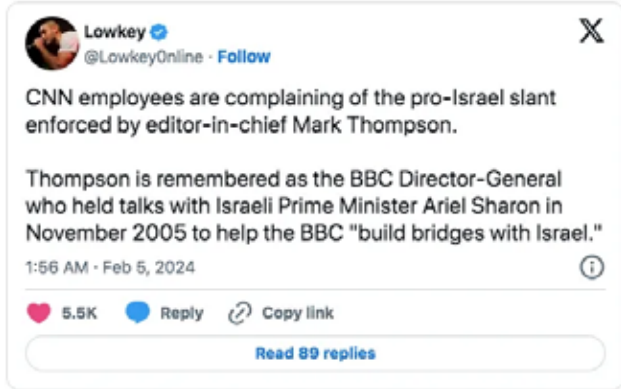 Lowkey
@LowkeyOnline · Follow
CNN employees are complaining of the pro-Israel slant
enforced by editor-in-chief Mark Thompson.
Thompson is remembered as the BBC Director-General
who held talks with Israeli Prime Minister Ariel Sharon in
November 2005 to help the BBC "build bridges with Israel."
1:56 AM · Feb 5, 2024
5.5K Reply Copy link
Read 89 replies